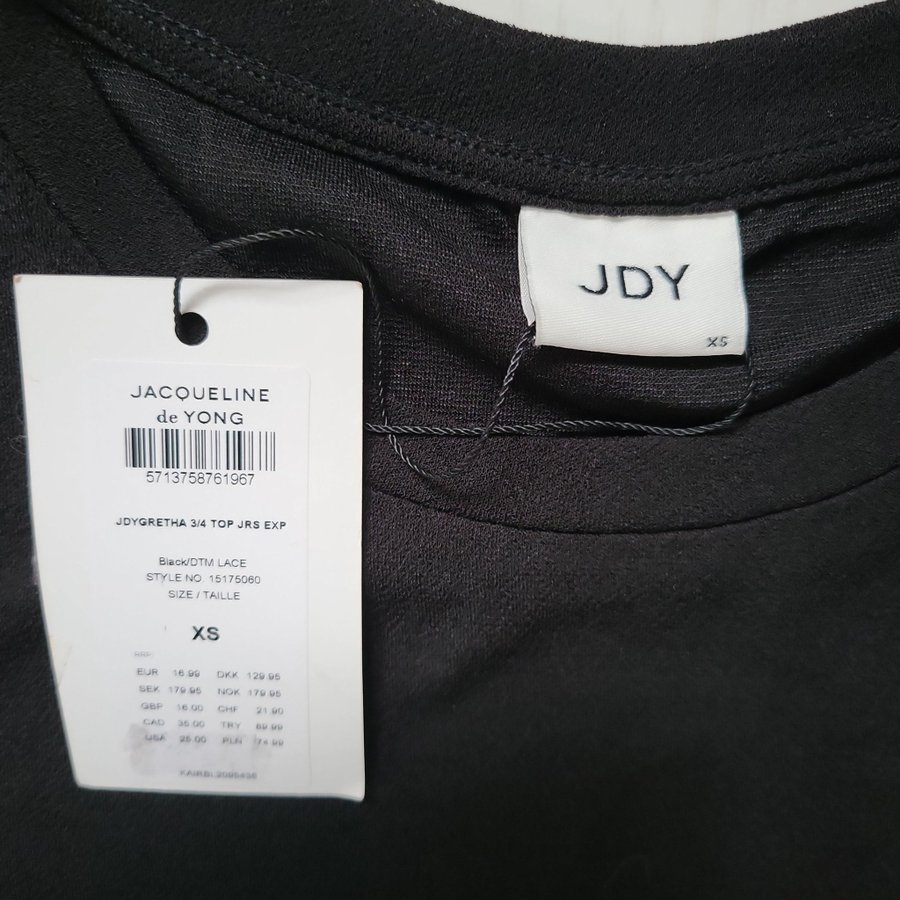 JDY
XS
JACQUELINE
de YONG
5713758761967
JDYGRETHA 3/4 TOP JRS EXP
Black/DTM LACE
STYLE NO. 15175060
SIZE / TAILLE
XS
RRP:
EUR 16.99 DKK 129.95
SEK 179.95 NOK 179.95
GBP 16.00 CHF 21.90
CAD 35.00 TRY 69.99
USA 25.00 PLN 74.99